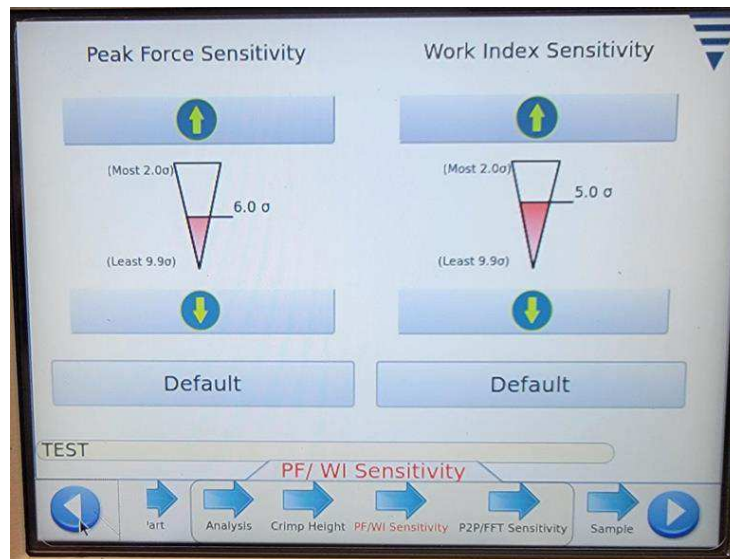 Peak Force Sensitivity
Work Index Sensitivity
(Most 2.0σ)
6.0 σ
(Least 9.9σ)
(Most 2.0σ)
5.0 σ
(Least 9.9σ)
Default
Default
TEST
PF/ WI Sensitivity
'art
Analysis
Crimp Height
PF/WI Sensitivity
P2P/FFT Sensitivity
Sample